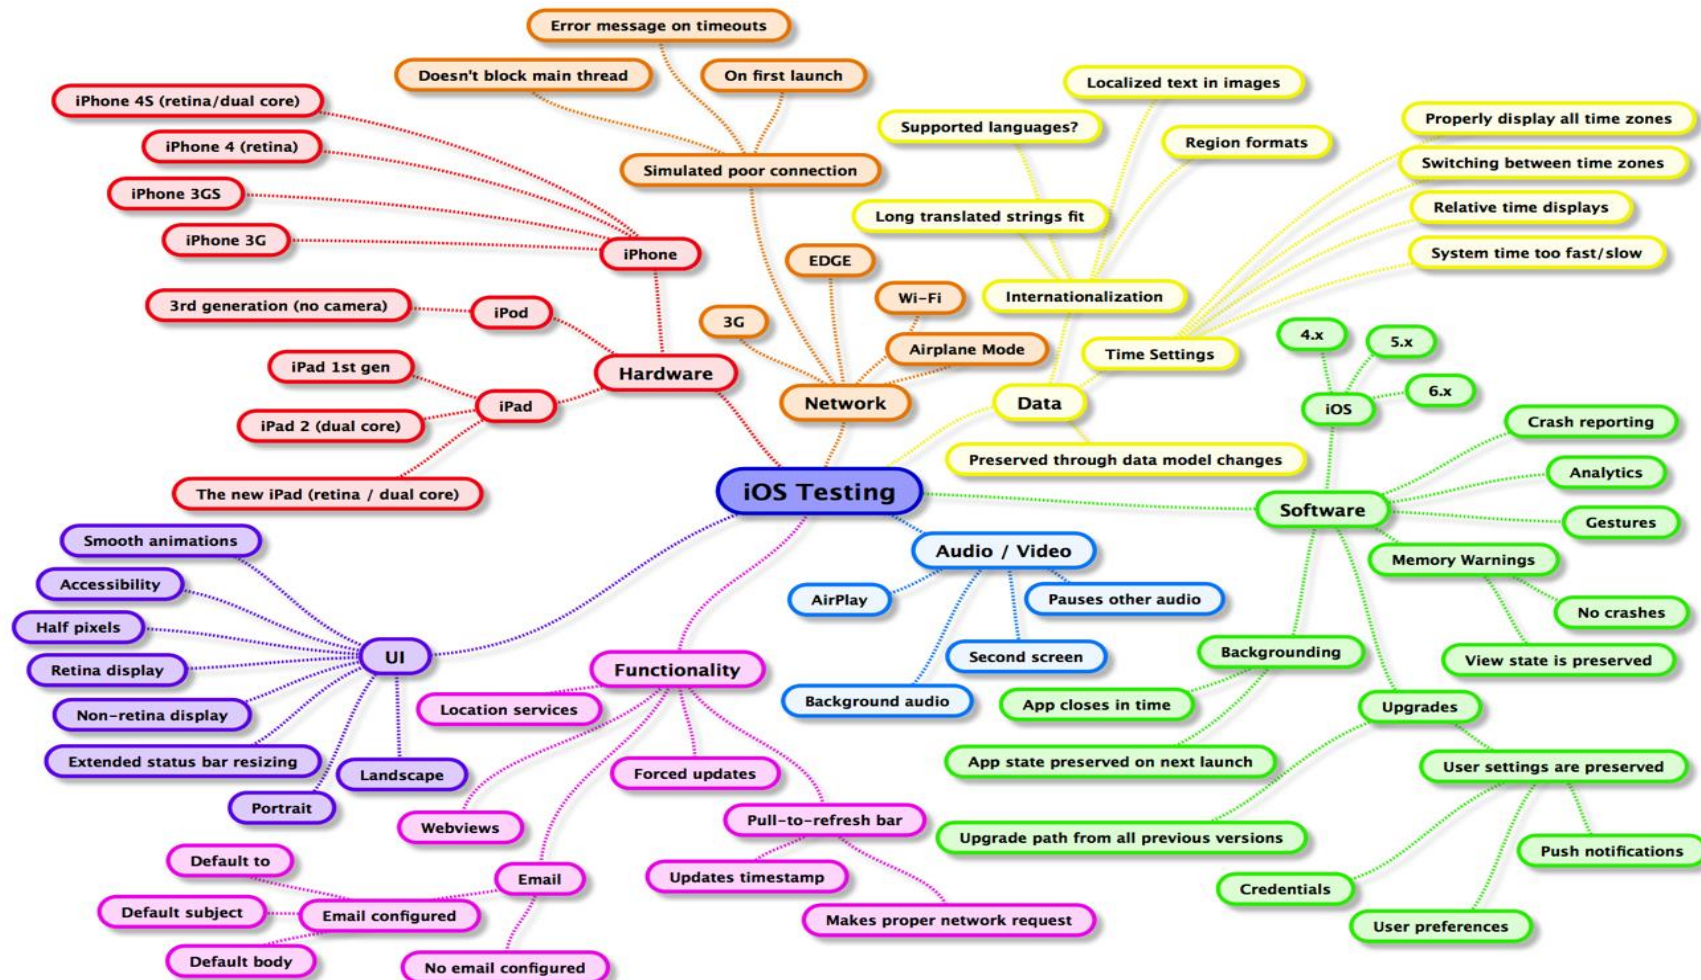 Error message on timeouts
Doesn't block main thread
On first launch
Simulated poor connection
iPhone 4S (retina/dual core)
iPhone 4 (retina)
iPhone 3GS
iPhone 3G
iPhone
3rd generation (no camera)
iPod
iPad 1st gen
iPad 2 (dual core)
The new iPad (retina / dual core)
iPad
Hardware
EDGE
Wi-Fi
3G
Airplane Mode
Network
Localized text in images
Supported languages?
Region formats
Long translated strings fit
Internationalization
Properly display all time zones
Switching between time zones
Relative time displays
System time too fast/slow
Time Settings
Data
Preserved through data model changes
4.x
5.x
6.x
iOS
Crash reporting
Analytics
Gestures
Software
Memory Warnings
No crashes
View state is preserved
Backgrounding
App closes in time
App state preserved on next launch
Upgrades
User settings are preserved
Upgrade path from all previous versions
Push notifications
Credentials
User preferences
iOS Testing
Audio / Video
AirPlay
Pauses other audio
Second screen
Background audio
Functionality
Location services
Forced updates
Webviews
Pull-to-refresh bar
Updates timestamp
Makes proper network request
Email
Email configured
Default to
Default subject
Default body
No email configured
UI
Smooth animations
Accessibility
Half pixels
Retina display
Non-retina display
Extended status bar resizing
Landscape
Portrait